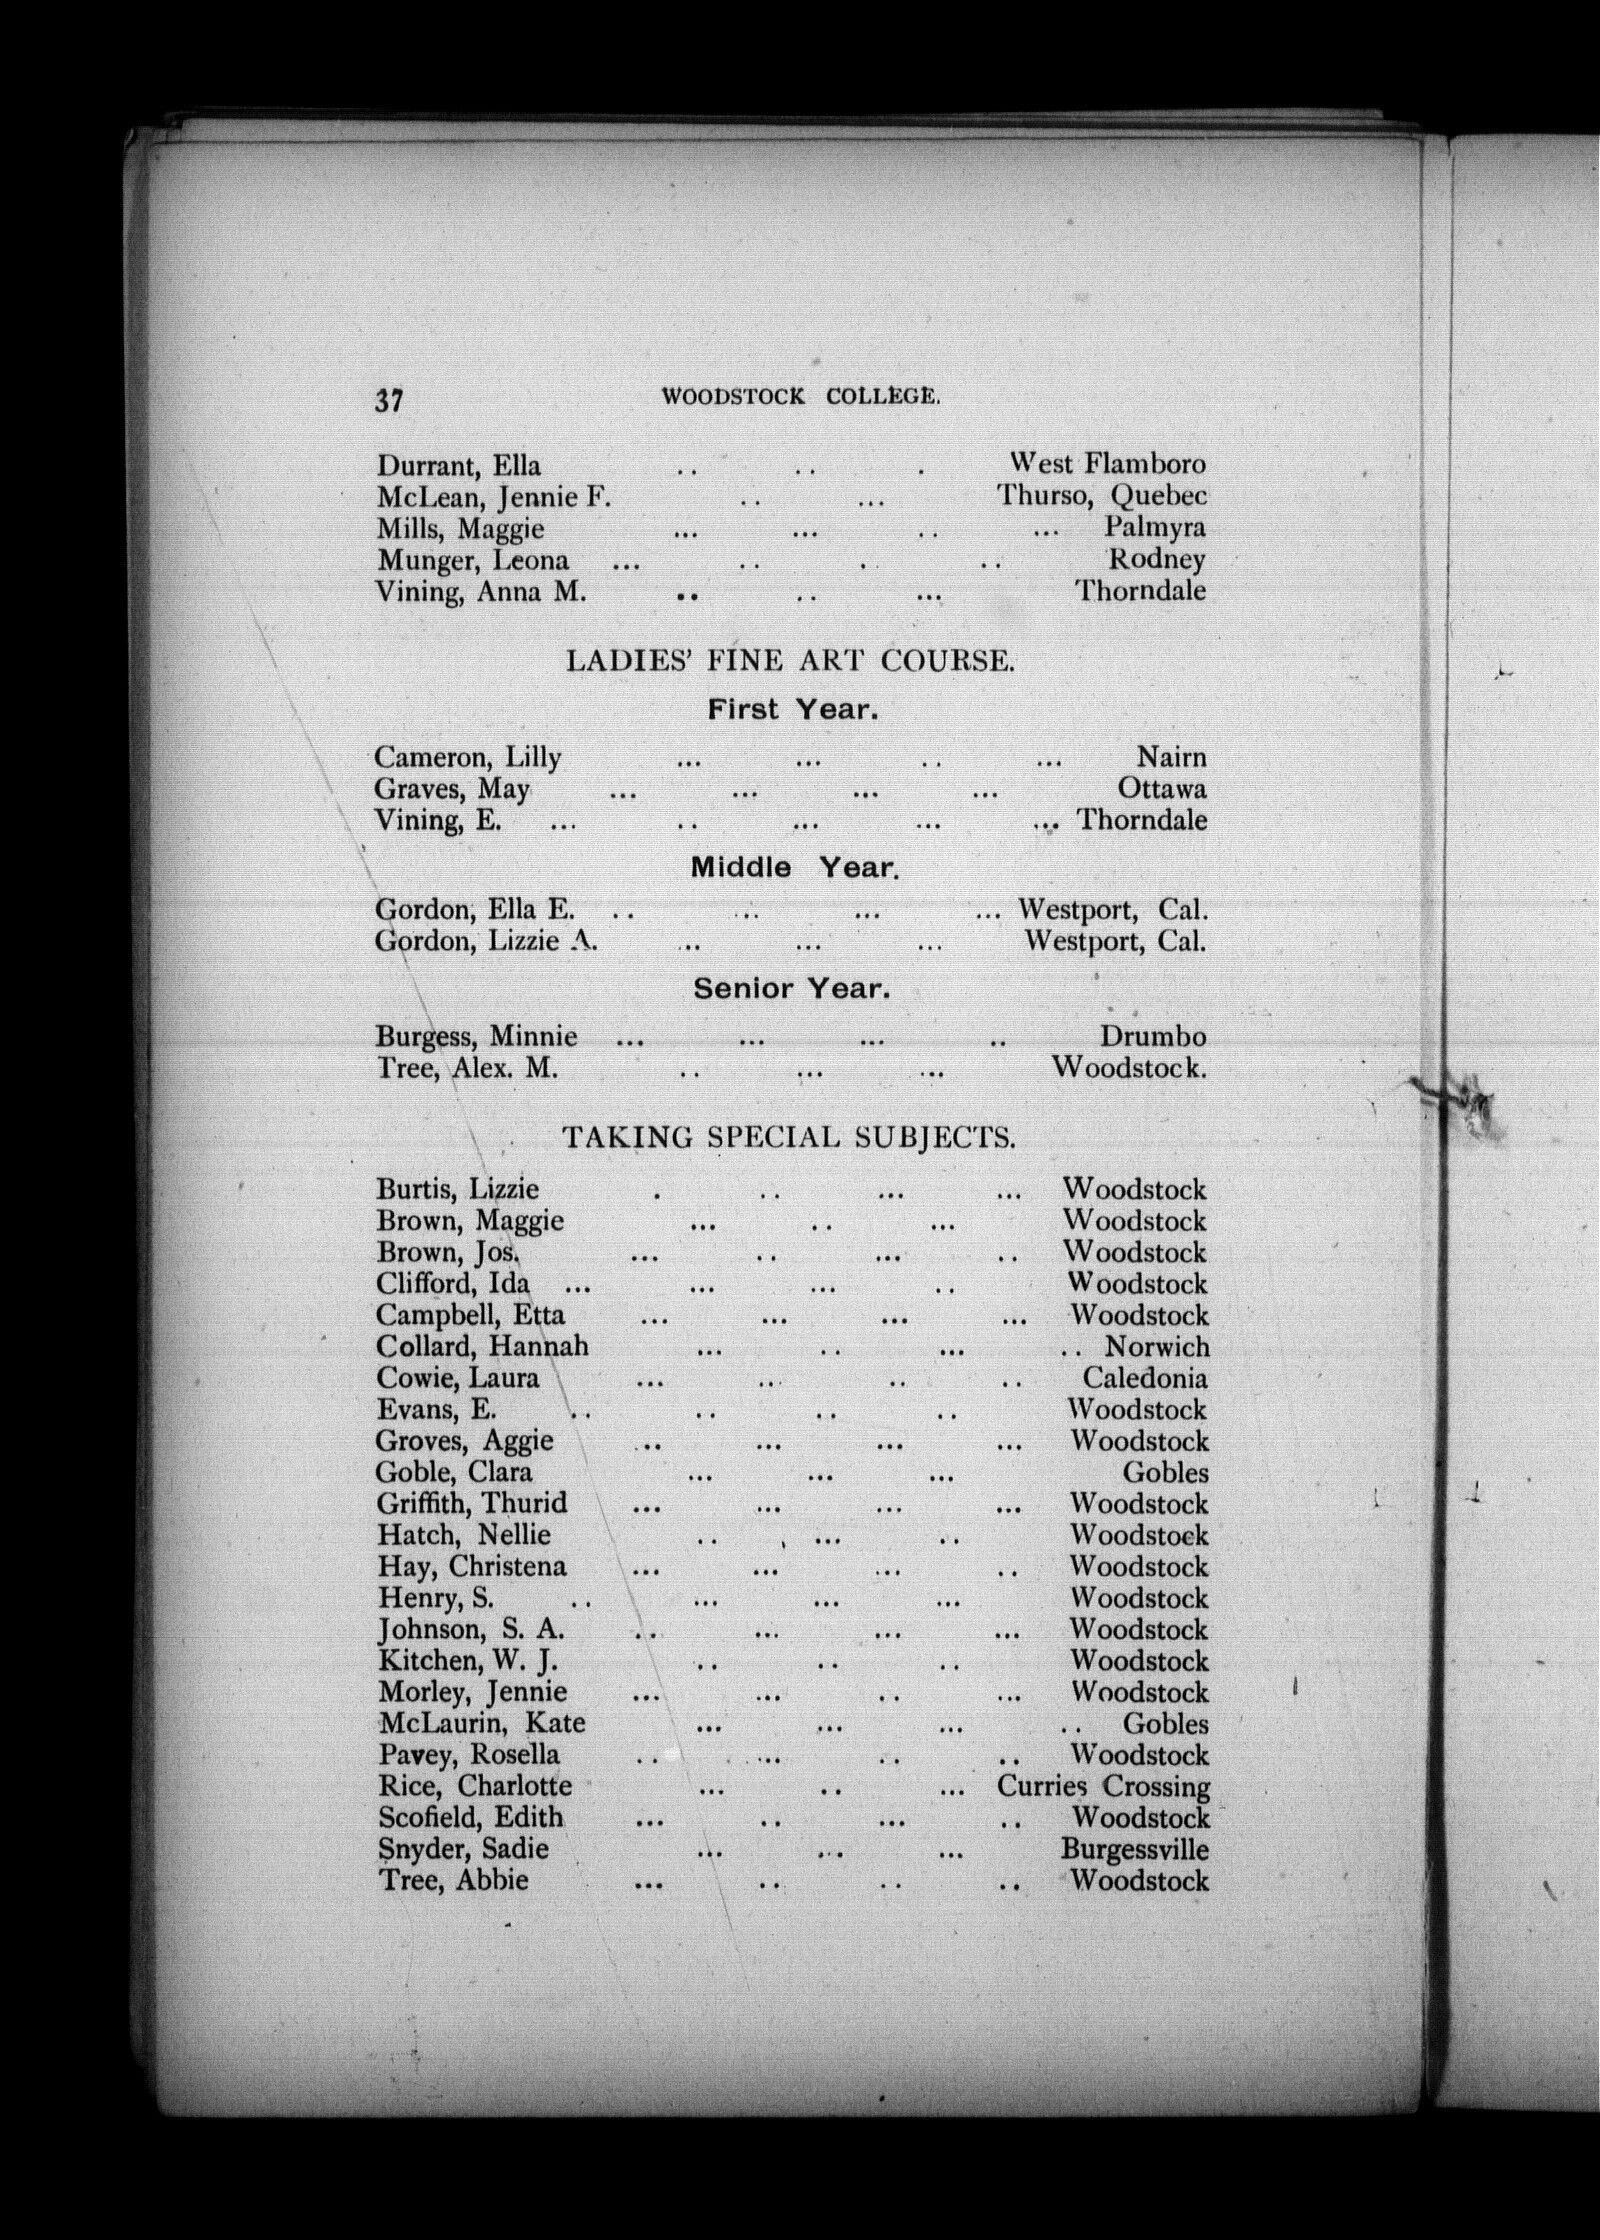 37 WOODSTOCK COLLEGE.
Durrant, Ella .. .. . West Flamboro
McLean, Jennie F. .. ... Thurso, Quebec
Mills, Maggie ... ... .. ... Palmyra
Munger, Leona ... .. .. .. Rodney
Vining, Anna M. .. .. ... Thorndale
LADIES' FINE ART COURSE.
First Year.
Cameron, Lilly ... ... .. ... Nairn
Graves, May ... ... ... ... Ottawa
Vining, E. ... .. ... ... ... Thorndale
Middle Year.
Gordon, Ella E. .. ... ... ... Westport, Cal.
Gordon, Lizzie A. .. ... ... Westport, Cal.
Senior Year.
Burgess, Minnie ... ... ... .. Drumbo
Tree, Alex. M. .. ... ... Woodstock.
TAKING SPECIAL SUBJECTS.
Burtis, Lizzie . .. ... ... Woodstock
Brown, Maggie ... .. ... Woodstock
Brown, Jos. ... .. ... .. Woodstock
Clifford, Ida ... ... ... .. Woodstock
Campbell, Etta ... ... ... ... Woodstock
Collard, Hannah ... .. ... .. Norwich
Cowie, Laura ... ... .. .. Caledonia
Evans, E. .. .. .. .. Woodstock
Groves, Aggie ... ... ... ... Woodstock
Goble, Clara ... ... ... Gobles
Griffith, Thurid ... ... ... ... Woodstock
Hatch, Nellie .. ... .. Woodstock
Hay, Christena ... ... ... .. Woodstock
Henry, S. .. ... ... ... Woodstock
Johnson, S. A. .. ... ... ... Woodstock
Kitchen, W. J. .. .. .. Woodstock
Morley, Jennie ... ... .. ... Woodstock
McLaurin, Kate ... ... ... .. Gobles
Pavey, Rosella .. ... .. .. Woodstock
Rice, Charlotte ... .. ... Curries Crossing
Scofield, Edith ... .. ... .. Woodstock
Snyder, Sadie ... ... ... Burgessville
Tree, Abbie ... .. .. .. Woodstock